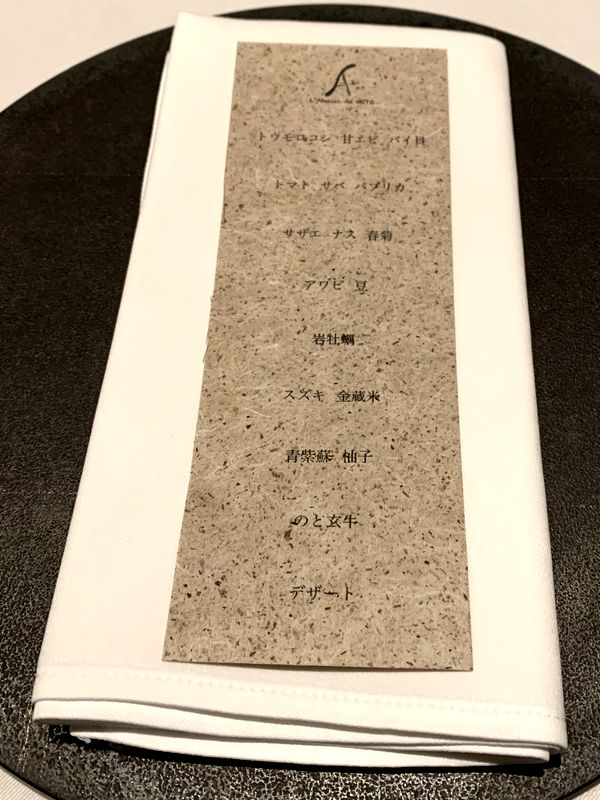 A
L'Atelier de NOTO
トウモロコシ 甘エビ バイ貝
トマト サバ パプリカ
サザエ ナス 春菊
アワビ 豆
岩牡蠣
スズキ 金蔵米
青紫蘇 柚子
のと玄牛
デザート